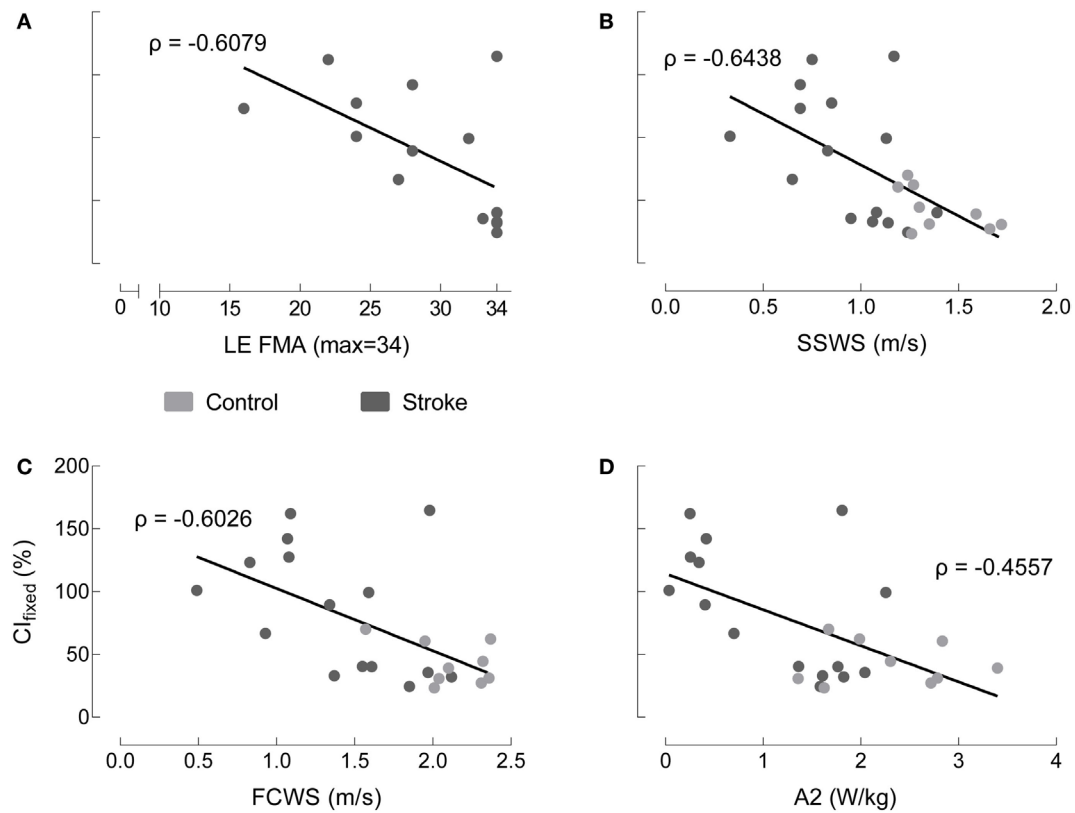 A
ρ = -0.6079
0 10 15 20 25 30 34
LE FMA (max=34)
B
ρ = -0.6438
0.0 0.5 1.0 1.5 2.0
SSWS (m/s)
Control Stroke
C
ρ = -0.6026
200
150
100
50
0
CIfixed (%)
0.0 0.5 1.0 1.5 2.0 2.5
FCWS (m/s)
D
ρ = -0.4557
0 1 2 3 4
A2 (W/kg)